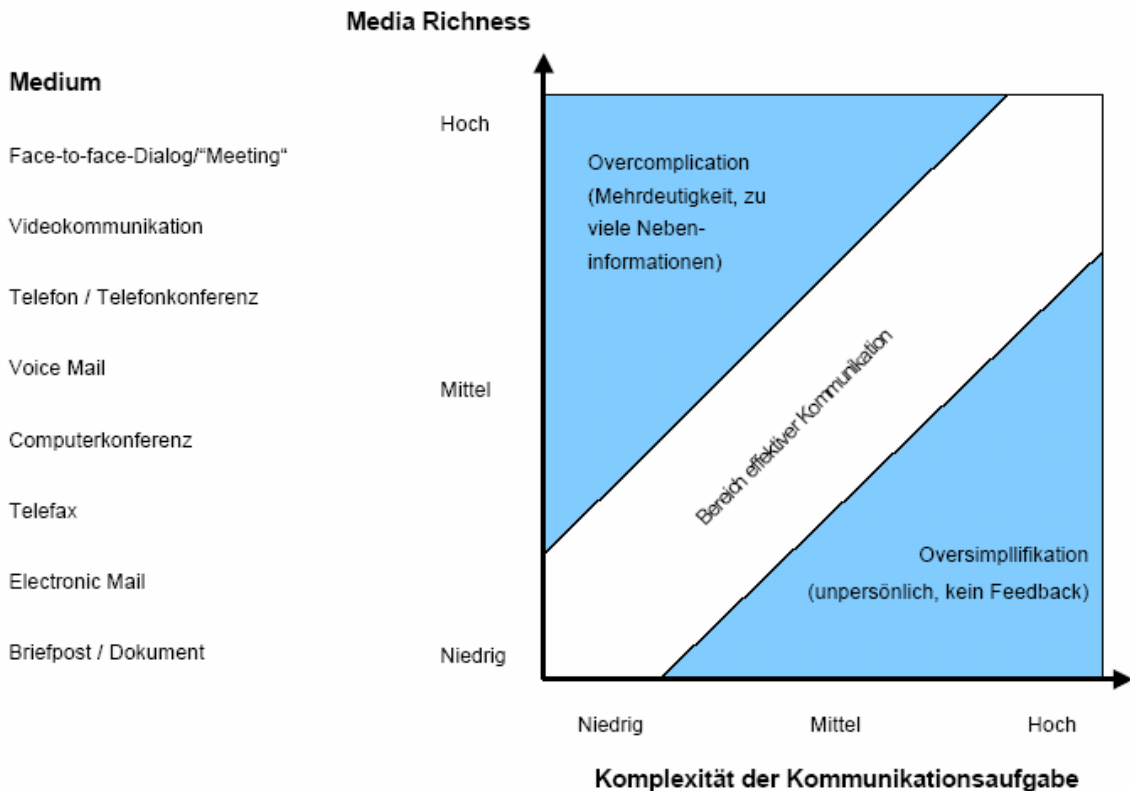 Media Richness
Medium
Hoch
Face-to-face-Dialog/“Meeting“
Videokommunikation
Telefon / Telefonkonferenz
Voice Mail
Mittel
Computerkonferenz
Telefax
Electronic Mail
Briefpost / Dokument
Niedrig
Overcomplication
(Mehrdeutigkeit, zu
viele Neben-
informationen)
Bereich effektiver Kommunikation
Oversimpllifikation
(unpersönlich, kein Feedback)
Niedrig
Mittel
Hoch
Komplexität der Kommunikationsaufgabe